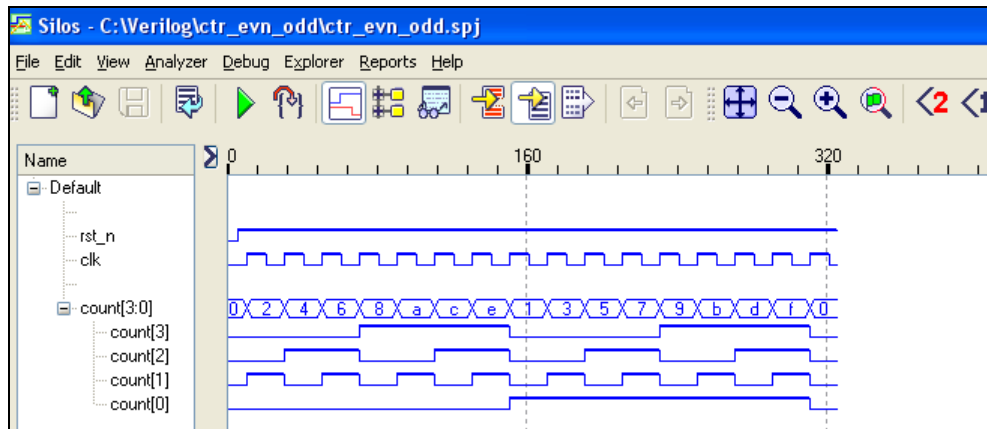 Silos - C:\Verilog\ctr_evn_odd\ctr_evn_odd.spj
File Edit View Analyzer Debug Explorer Reports Help
2 1
Name 0 160 320
Default
rst_n
clk
count[3:0] 0 2 4 6 8 a c e 1 3 5 7 9 b d f 0
count[3]
count[2]
count[1]
count[0]